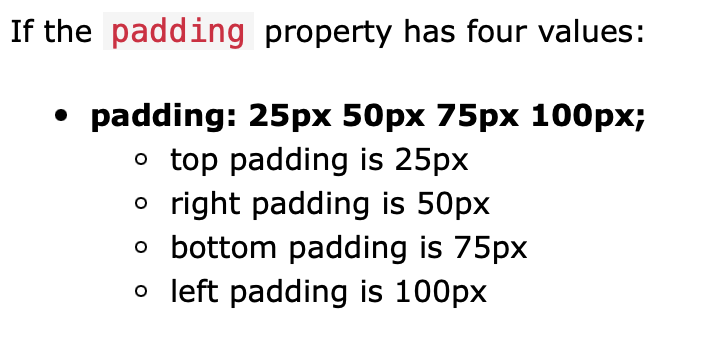 If the padding property has four values:
• padding: 25px 50px 75px 100px;
◦ top padding is 25px
◦ right padding is 50px
◦ bottom padding is 75px
◦ left padding is 100px